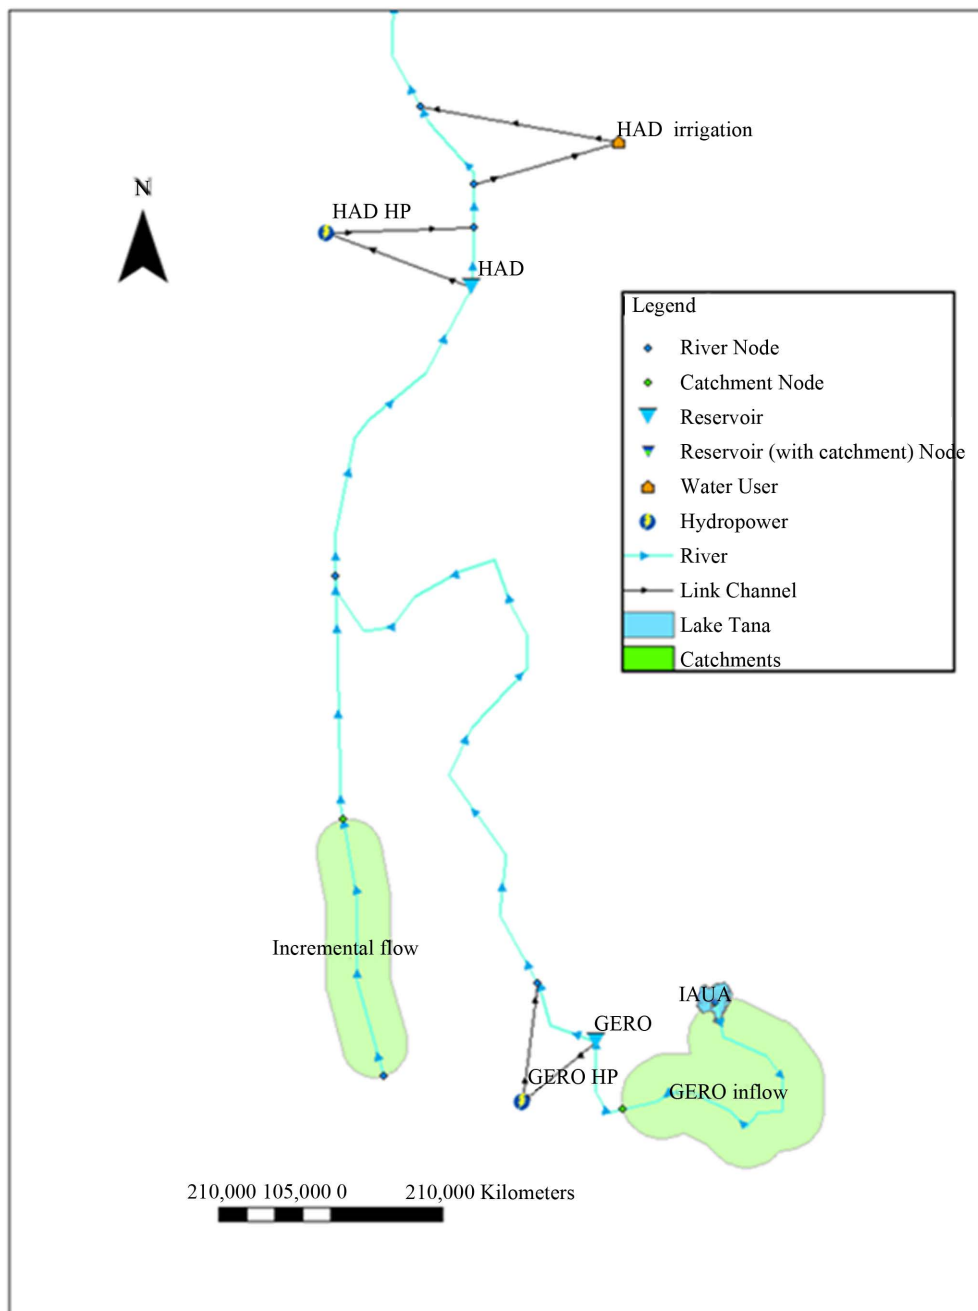 HAD irrigation
N
HAD HP
HAD
Legend
River Node
Catchment Node
Reservoir
Reservoir (with catchment) Node
Water User
Hydropower
River
Link Channel
Lake Tana
Catchments
Incremental flow
IAUA
GERO
GERO HP
GERO inflow
210,000 105,000 0 210,000 Kilometers